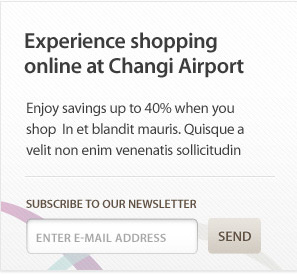 Experience shopping
online at Changi Airport
Enjoy savings up to 40% when you
shop In et blandit mauris. Quisque a
velit non enim venenatis sollicitudin
SUBSCRIBE TO OUR NEWSLETTER
ENTER E-MAIL ADDRESS SEND